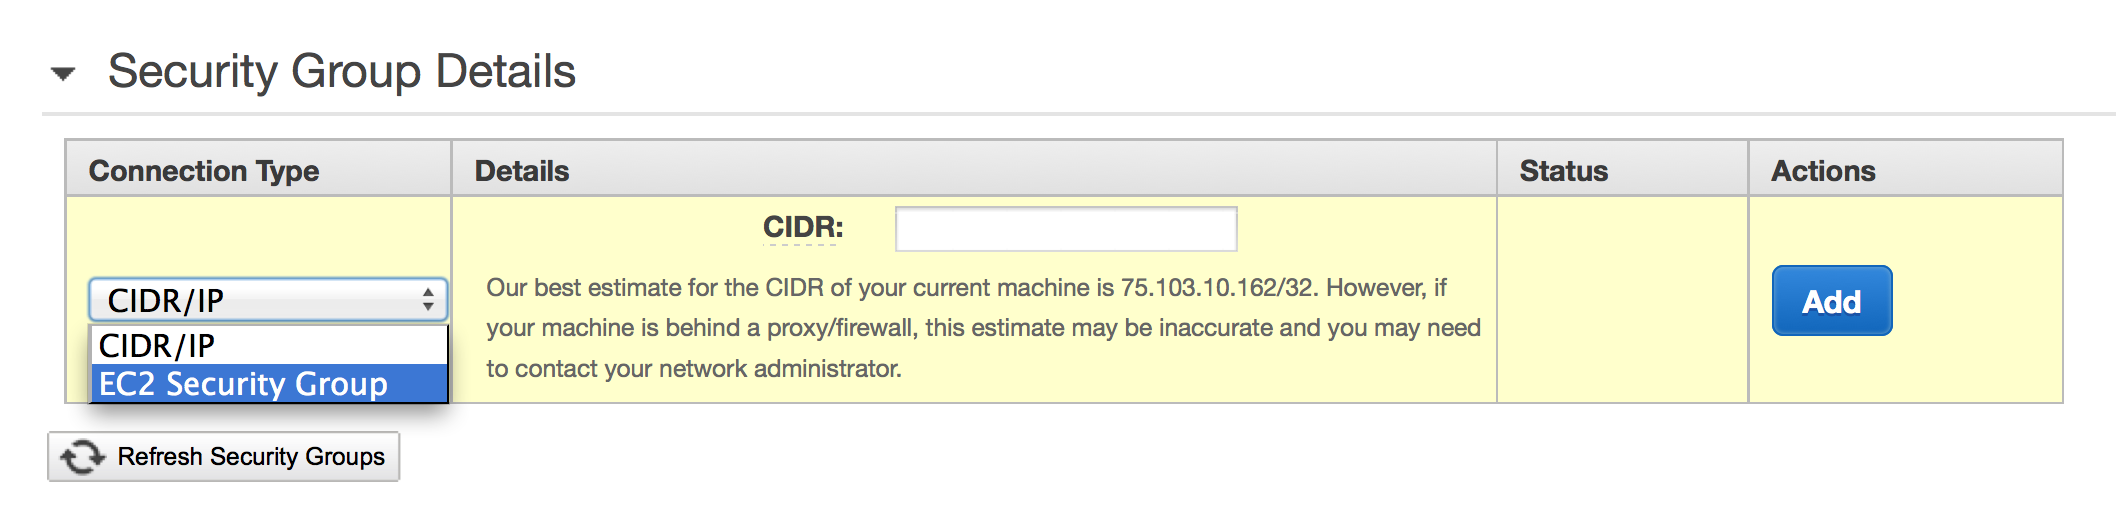 Security Group Details
Connection Type
Details
Status
Actions
CIDR:
CIDR/IP
CIDR/IP
EC2 Security Group
Our best estimate for the CIDR of your current machine is 75.103.10.162/32. However, if
your machine is behind a proxy/firewall, this estimate may be inaccurate and you may need
to contact your network administrator.
Add
Refresh Security Groups